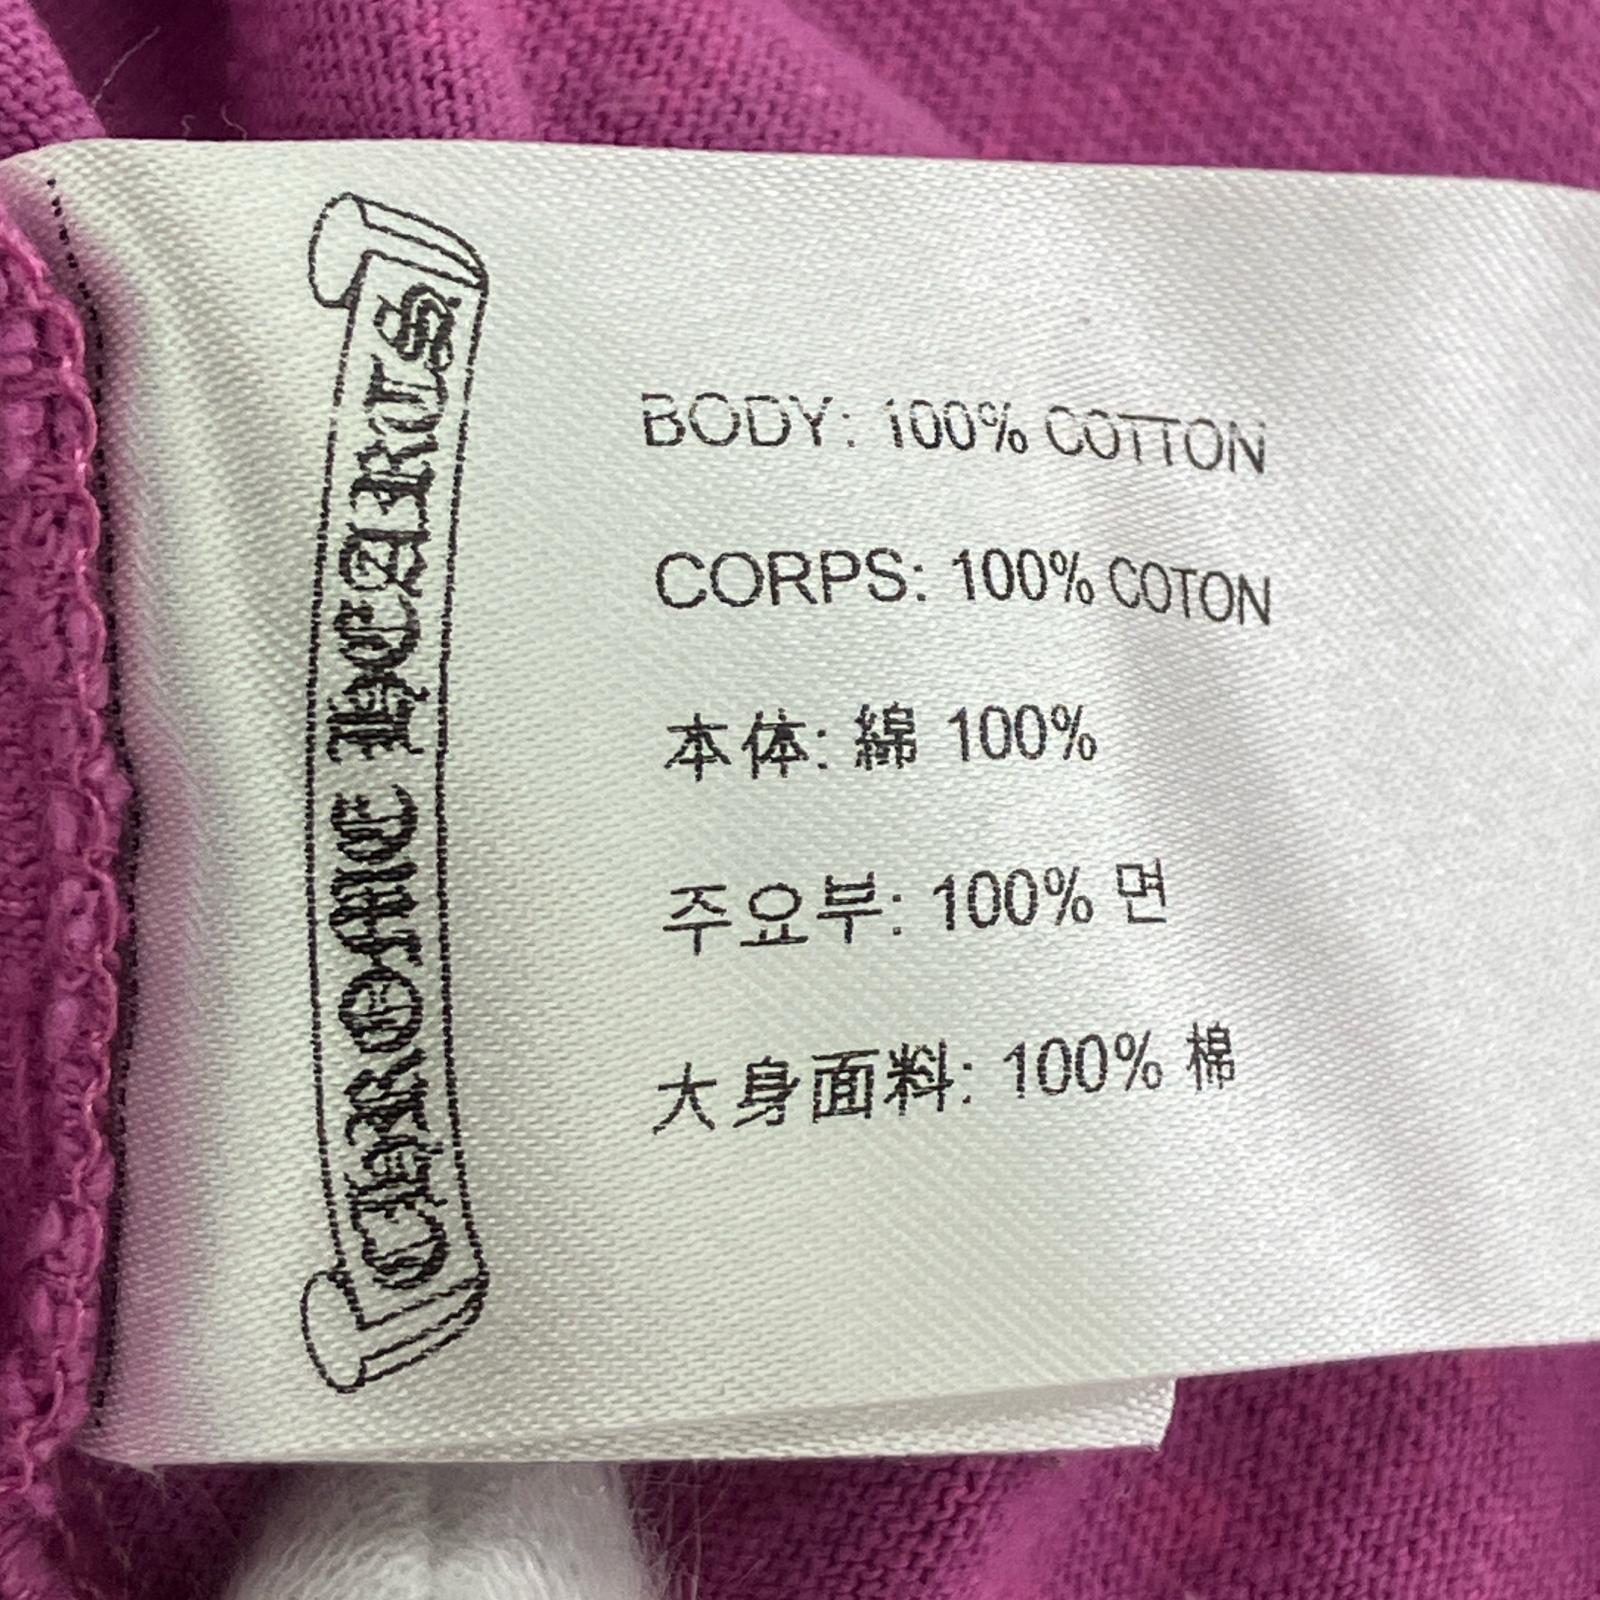 CHROME HEARTS
BODY: 100% COTTON
CORPS: 100% COTON
本体: 綿 100%
주요부: 100% 면
大身面料: 100% 棉